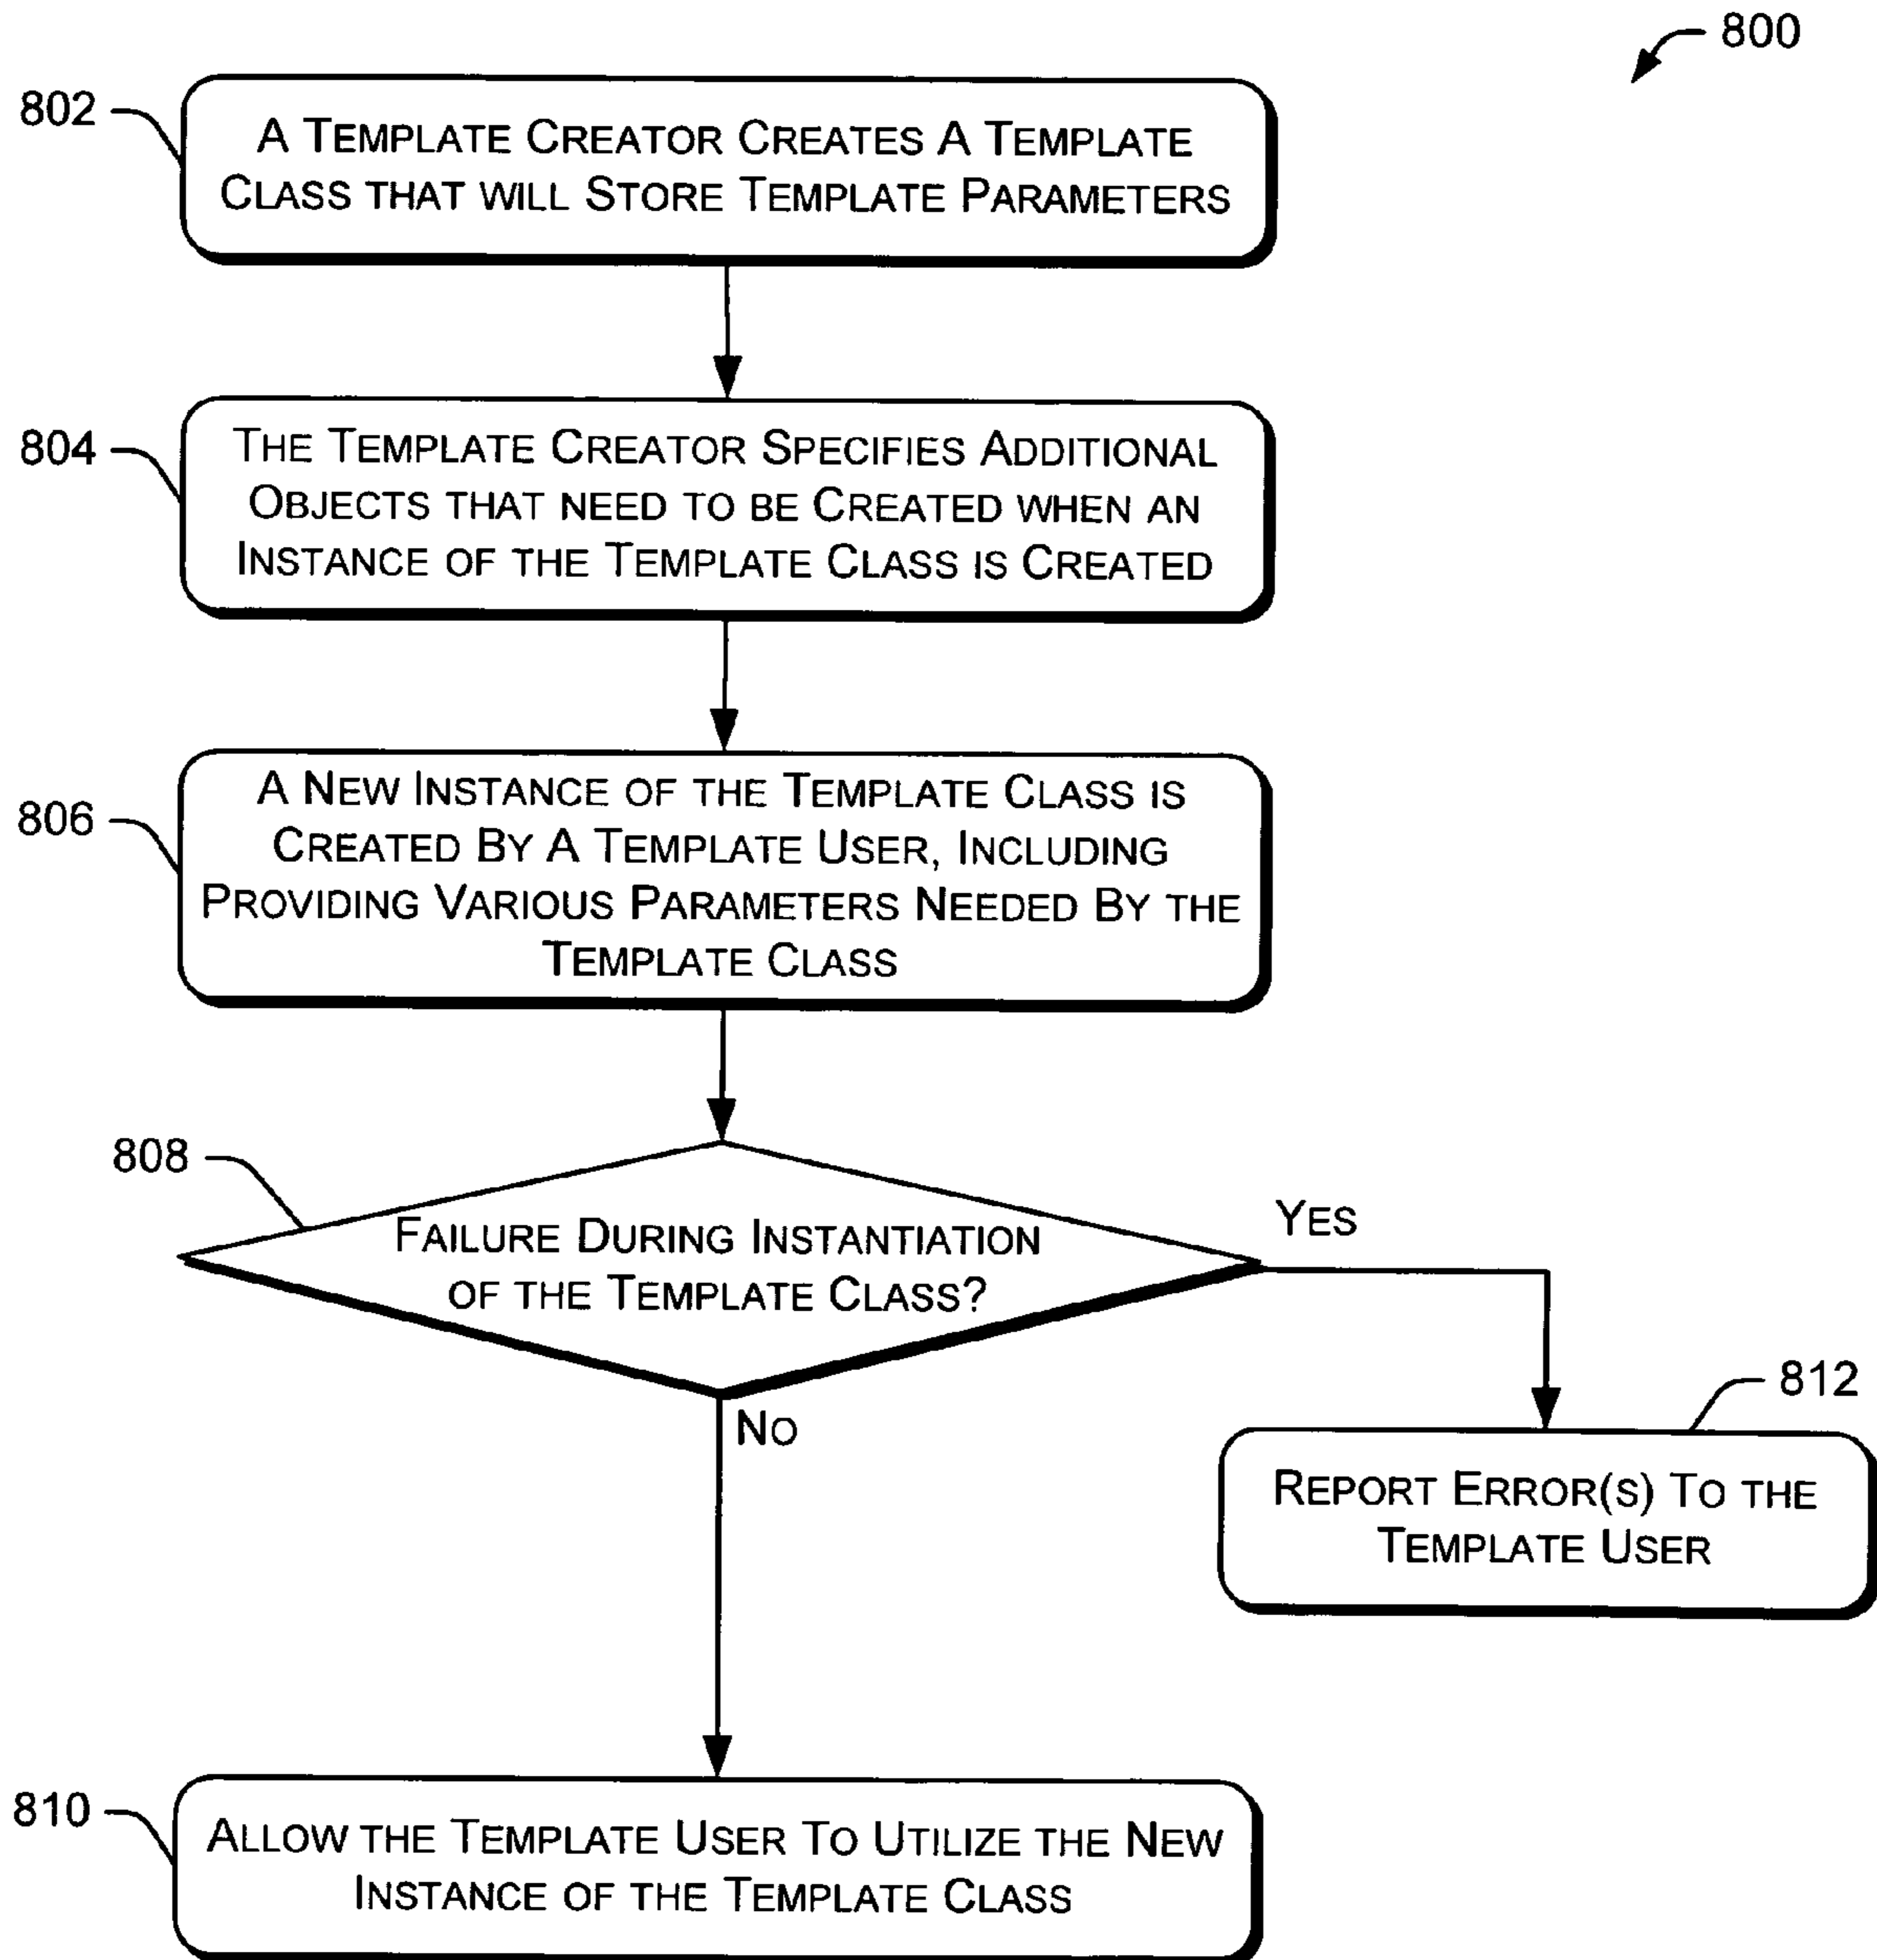 800
802
A TEMPLATE CREATOR CREATES A TEMPLATE
CLASS THAT WILL STORE TEMPLATE PARAMETERS
804
THE TEMPLATE CREATOR SPECIFIES ADDITIONAL
OBJECTS THAT NEED TO BE CREATED WHEN AN
INSTANCE OF THE TEMPLATE CLASS IS CREATED
806
A NEW INSTANCE OF THE TEMPLATE CLASS IS
CREATED BY A TEMPLATE USER, INCLUDING
PROVIDING VARIOUS PARAMETERS NEEDED BY THE
TEMPLATE CLASS
808
FAILURE DURING INSTANTIATION
OF THE TEMPLATE CLASS?
YES
NO
812
REPORT ERROR(S) TO THE
TEMPLATE USER
810
ALLOW THE TEMPLATE USER TO UTILIZE THE NEW
INSTANCE OF THE TEMPLATE CLASS